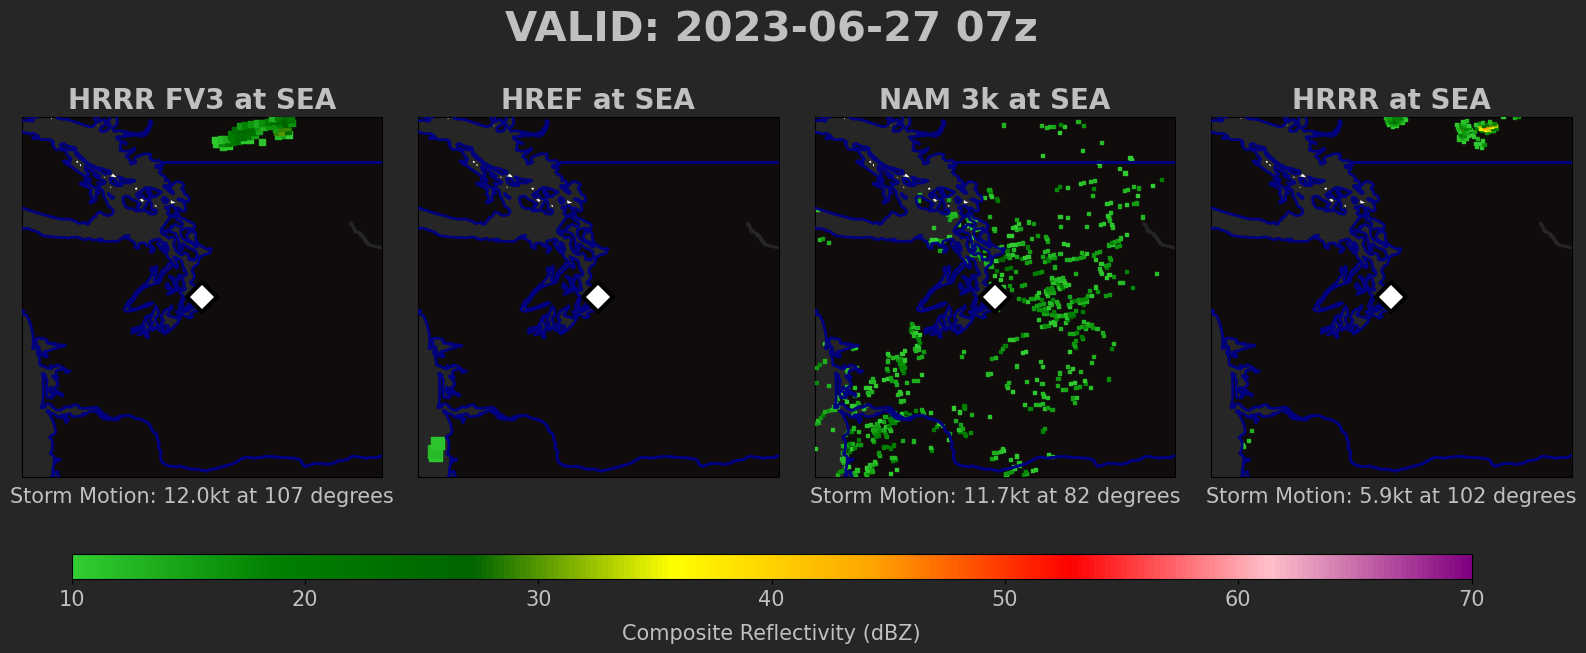 VALID: 2023-06-27 07z
HRRR FV3 at SEA
HREF at SEA
NAM 3k at SEA
HRRR at SEA
Storm Motion: 12.0kt at 107 degrees
Storm Motion: 11.7kt at 82 degrees
Storm Motion: 5.9kt at 102 degrees
10 20 30 40 50 60 70
Composite Reflectivity (dBZ)